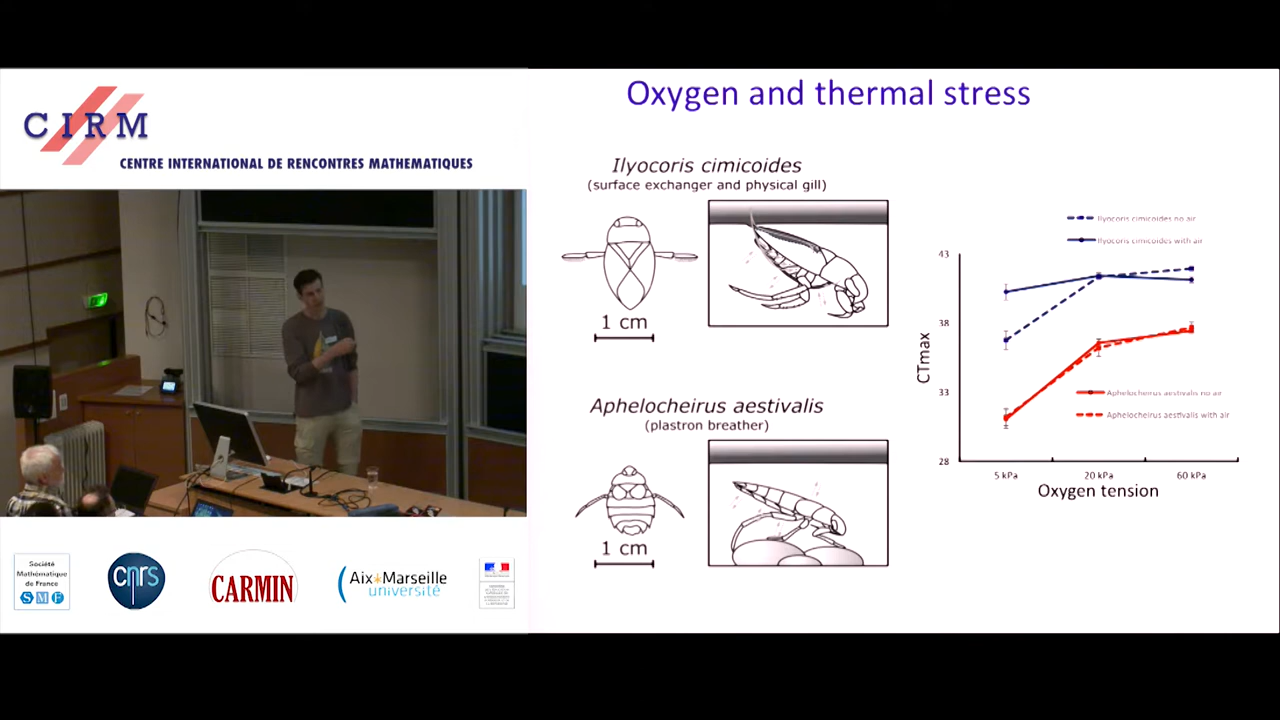 CIRM
CENTRE INTERNATIONAL DE RENCONTRES MATHEMATIQUES
Oxygen and thermal stress
Ilyocoris cimicoides
(surface exchanger and physical gill)
1 cm
Aphelocheirus aestivalis
(plastron breather)
1 cm
Ilyocoris cimicoides no air
Ilyocoris cimicoides with air
43
38
33
28
CTmax
Aphelocheirus aestivalis no air
Aphelocheirus aestivalis with air
5 kPa
20 kPa
60 kPa
Oxygen tension
Société
Mathématique
de France
SMF
cnrs
CARMIN
Aix*Marseille
université